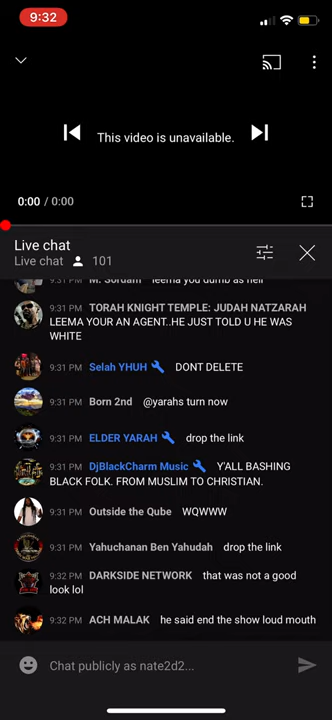 9:32
This video is unavailable.
0:00 / 0:00
Live chat
Live chat 101
9:31 PM M. Sordam leema you dumb as hell
9:31 PM TORAH KNIGHT TEMPLE: JUDAH NATZARAH
LEEMA YOUR AN AGENT..HE JUST TOLD U HE WAS
WHITE
9:31 PM Selah YHUH DONT DELETE
9:31 PM Born 2nd @yarahs turn now
9:31 PM ELDER YARAH drop the link
9:31 PM DjBlackCharm Music Y'ALL BASHING
BLACK FOLK. FROM MUSLIM TO CHRISTIAN.
9:31 PM Outside the Qube WQWWW
9:31 PM Yahuchanan Ben Yahudah drop the link
9:32 PM DARKSIDE NETWORK that was not a good
look lol
9:32 PM ACH MALAK he said end the show loud mouth
Chat publicly as nate2d2...